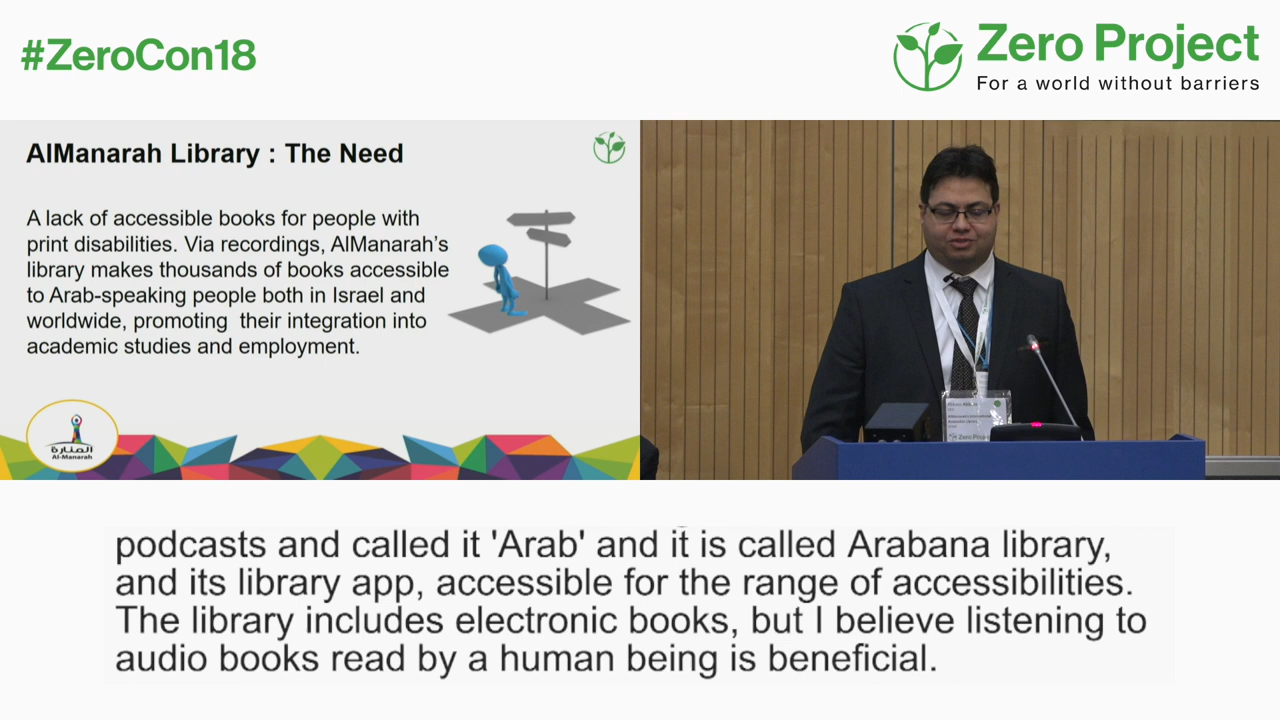 #ZeroCon18
Zero Project
For a world without barriers
AlManarah Library : The Need
A lack of accessible books for people with
print disabilities. Via recordings, AlManarah's
library makes thousands of books accessible
to Arab-speaking people both in Israel and
worldwide, promoting their integration into
academic studies and employment.
المنارة
Al-Manarah
Zero Project
podcasts and called it 'Arab' and it is called Arabana library,
and its library app, accessible for the range of accessibilities.
The library includes electronic books, but I believe listening to
audio books read by a human being is beneficial.